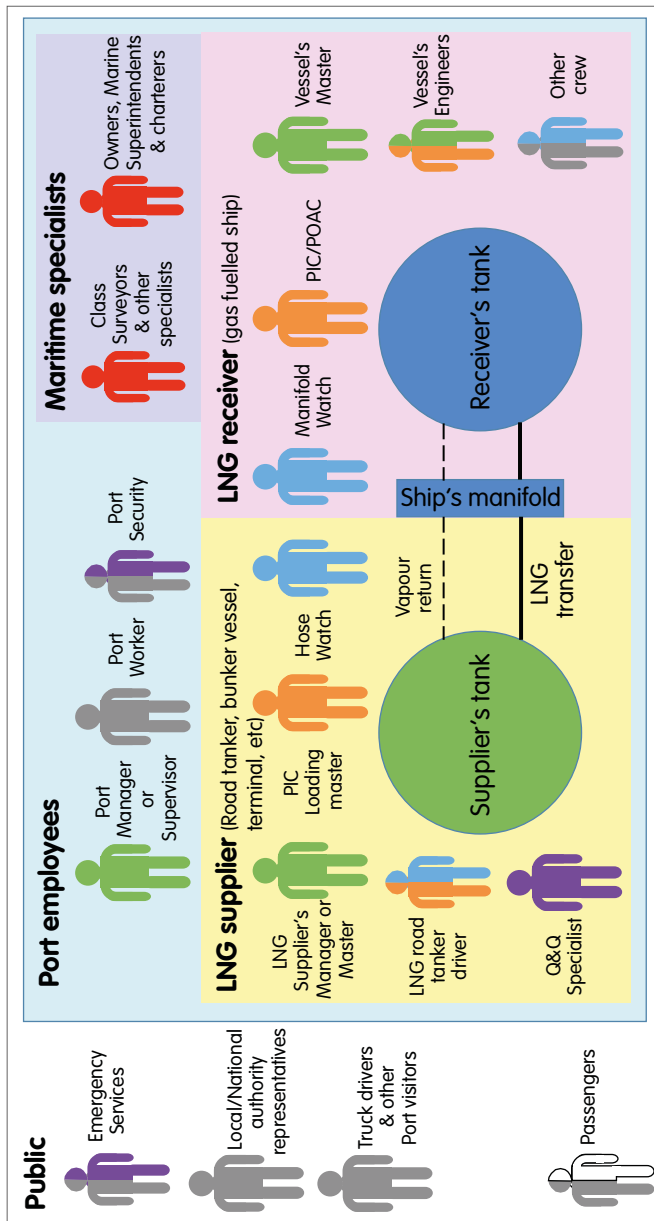 Public
Emergency
Services
Local/National
authority
representatives
Truck drivers
& other
Port visitors
Passengers
Port employees
Port
Manager
or
Supervisor
Port
Worker
Port
Security
Maritime specialists
Class
Surveyors
& other
specialists
Owners, Marine
Superintendents
& charterers
LNG supplier (Road tanker, bunker vessel,
terminal, etc)
LNG
Supplier's
Manager or
Master
PIC
Loading
master
Hose
Watch
LNG road
tanker
driver
Q&Q
Specialist
Supplier's tank
Vapour
return
LNG
transfer
LNG receiver (gas fuelled ship)
Manifold
Watch
PIC/POAC
Vessel's
Master
Vessel's
Engineers
Other
crew
Ship's manifold
Receiver's tank